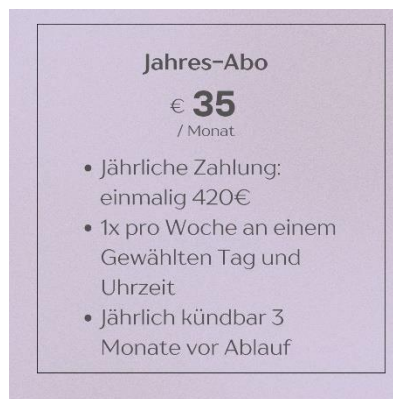 Jahres-Abo
€ 35
/ Monat
• Jährliche Zahlung:
einmalig 420€
• 1x pro Woche an einem
Gewählten Tag und
Uhrzeit
• Jährlich kündbar 3
Monate vor Ablauf